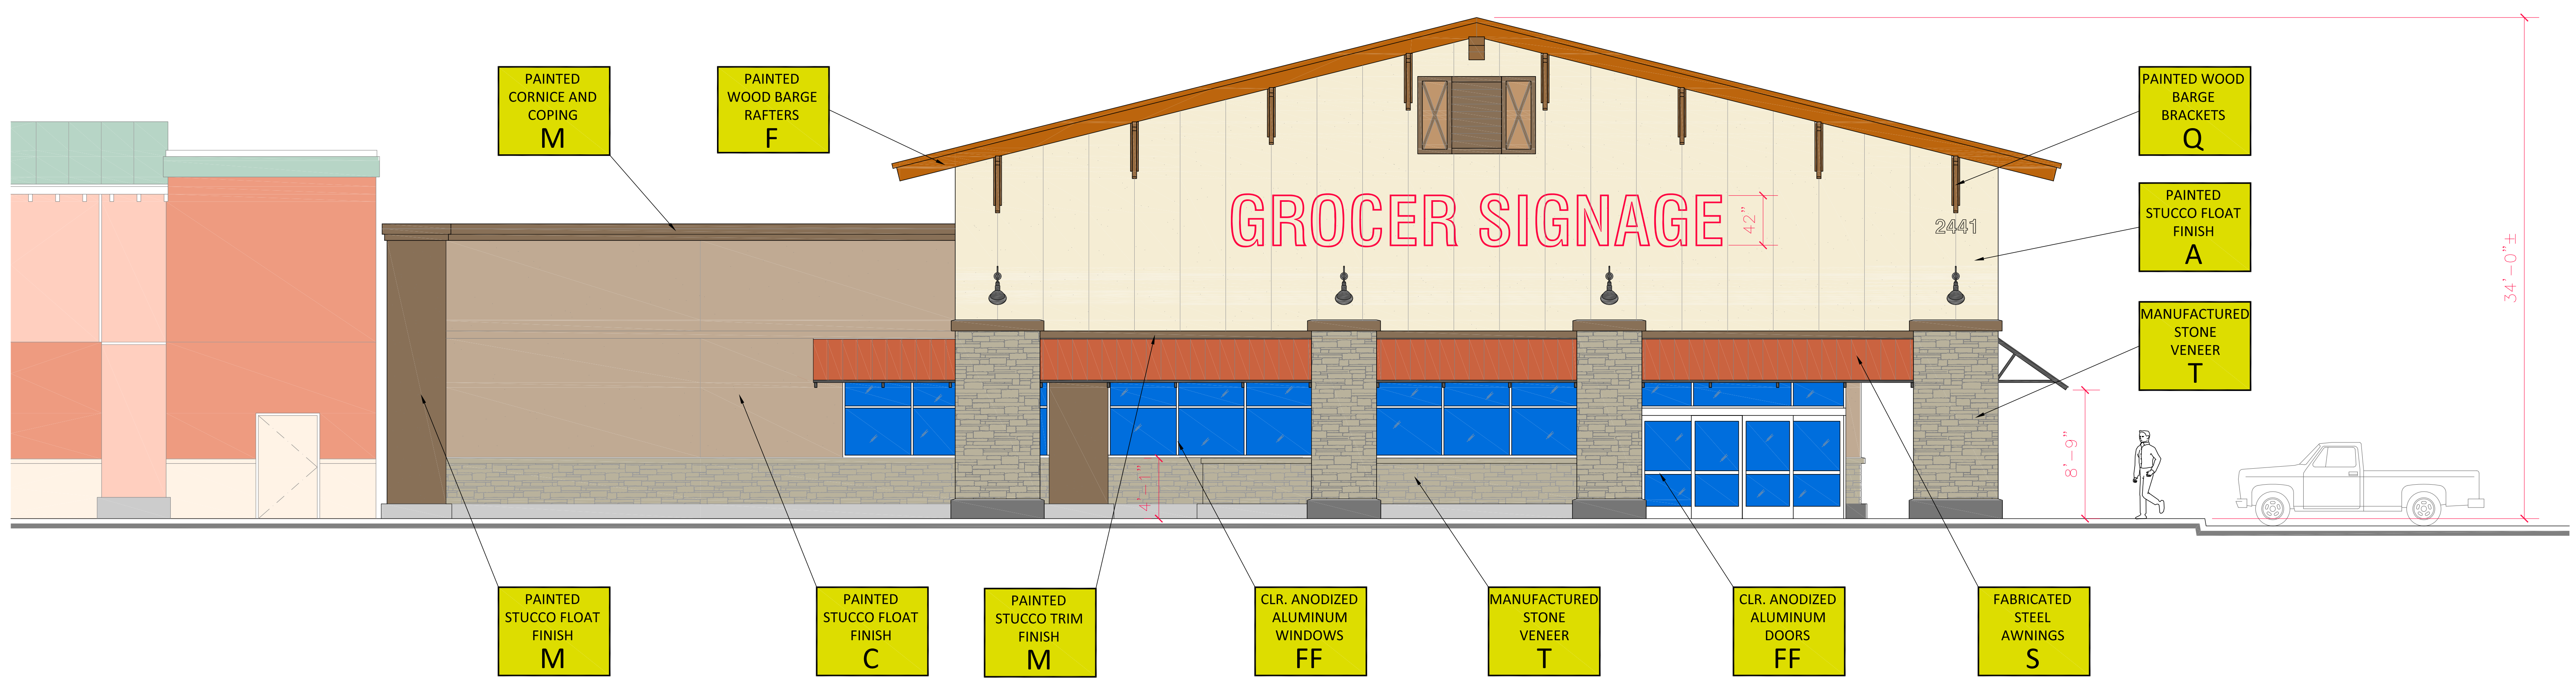 PAINTED
CORNICE AND
COPING
M
PAINTED
WOOD BARGE
RAFTERS
F
PAINTED WOOD
BARGE
BRACKETS
Q
PAINTED
STUCCO FLOAT
FINISH
A
MANUFACTURED
STONE
VENEER
T
GROCER SIGNAGE
42"
2441
34'-0"±
8'-9"
4'-1"
PAINTED
STUCCO FLOAT
FINISH
M
PAINTED
STUCCO FLOAT
FINISH
C
PAINTED
STUCCO TRIM
FINISH
M
CLR. ANODIZED
ALUMINUM
WINDOWS
FF
MANUFACTURED
STONE
VENEER
T
CLR. ANODIZED
ALUMINUM
DOORS
FF
FABRICATED
STEEL
AWNINGS
S